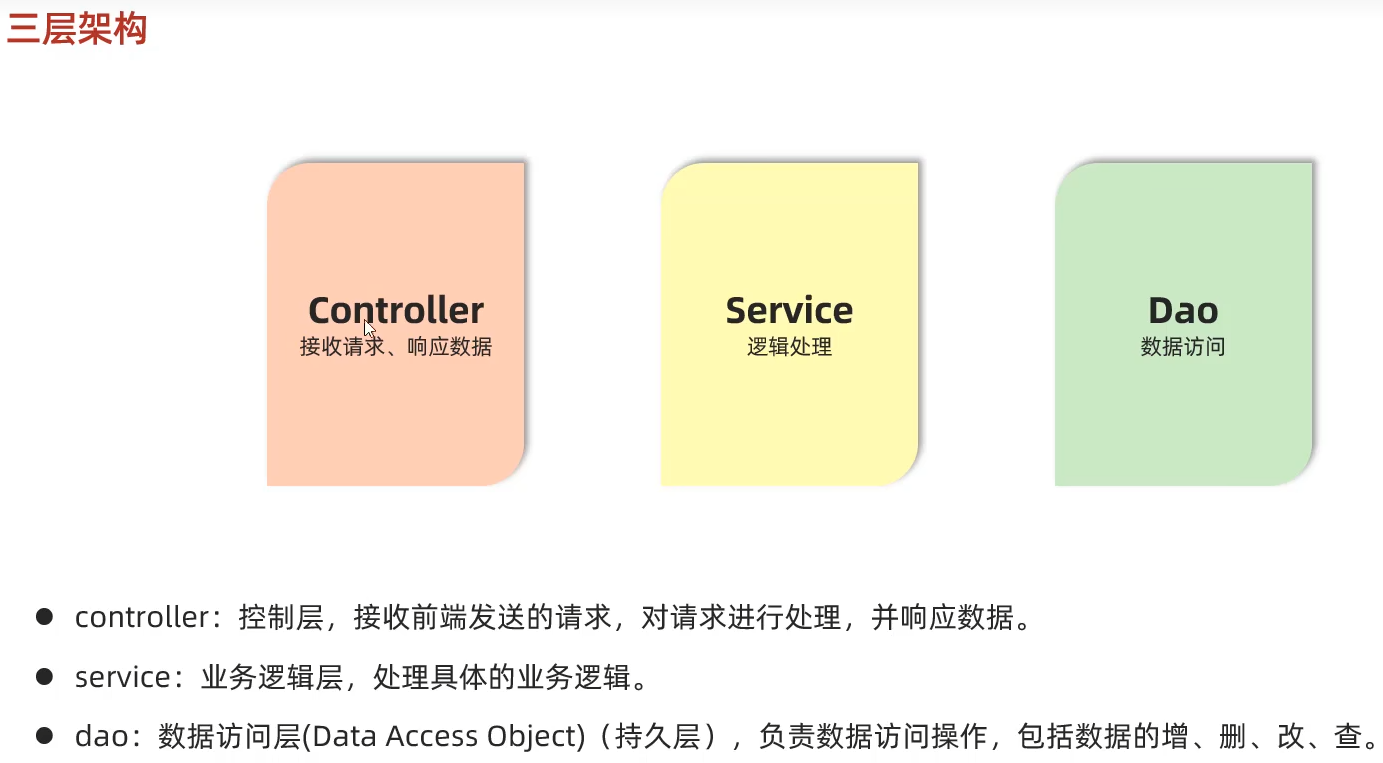 三层架构
Controller
接收请求、响应数据
Service
逻辑处理
Dao
数据访问
controller：控制层，接收前端发送的请求，对请求进行处理，并响应数据。
service：业务逻辑层，处理具体的业务逻辑。
dao：数据访问层(Data Access Object)（持久层），负责数据访问操作，包括数据的增、删、改、查。